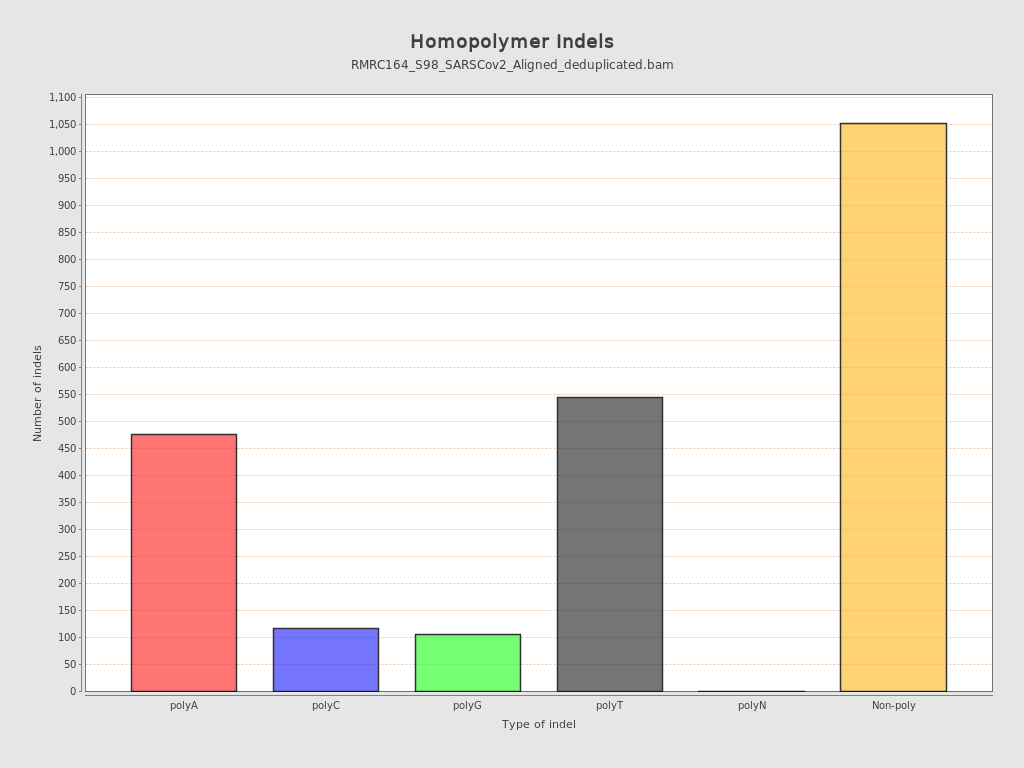 Homopolymer Indels
RMRC164_S98_SARSCov2_Aligned_deduplicated.bam
1,100
1,050
1,000
950
900
850
800
750
700
650
600
550
500
450
400
350
300
250
200
150
100
50
0
Number of indels
polyA
polyC
polyG
polyT
polyN
Non-poly
Type of indel